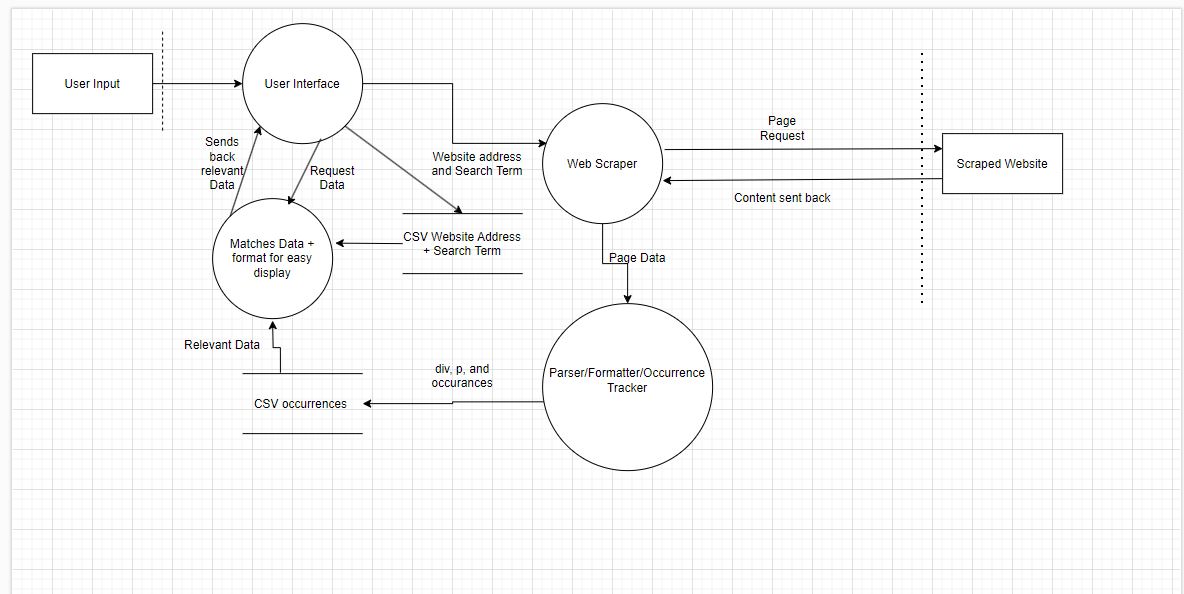 User Input
User Interface
Sends
back
relevant
Data
Request
Data
Website address
and Search Term
Web Scraper
Page
Request
Scraped Website
Content sent back
Matches Data +
format for easy
display
CSV Website Address
+ Search Term
Page Data
Relevant Data
Parser/Formatter/Occurrence
Tracker
div, p, and
occurances
CSV occurrences